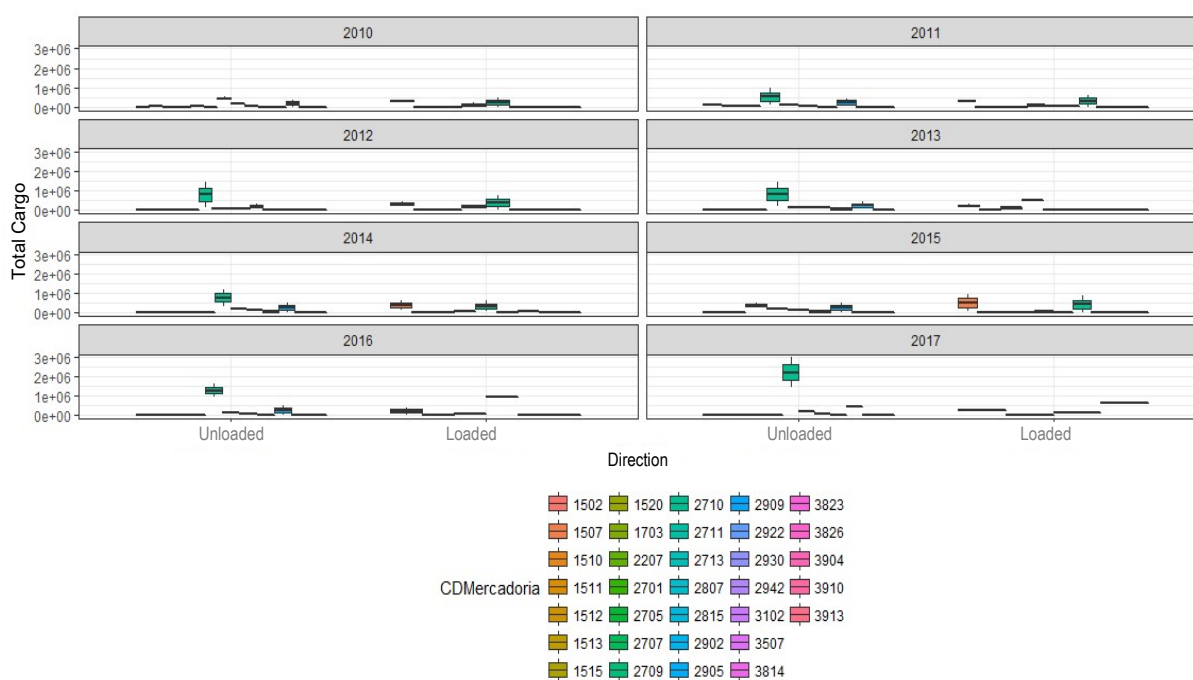 2010 2011
3e+06
2e+06
1e+06
0e+00
2012 2013
3e+06
2e+06
1e+06
0e+00
2014 2015
3e+06
2e+06
1e+06
0e+00
2016 2017
3e+06
2e+06
1e+06
0e+00
Total Cargo
Unloaded Loaded Unloaded Loaded
Direction
CDMercadoria
1502 1520 2710 2909 3823
1507 1703 2711 2922 3826
1510 2207 2713 2930 3904
1511 2701 2807 2942 3910
1512 2705 2815 3102 3913
1513 2707 2902 3507
1515 2709 2905 3814